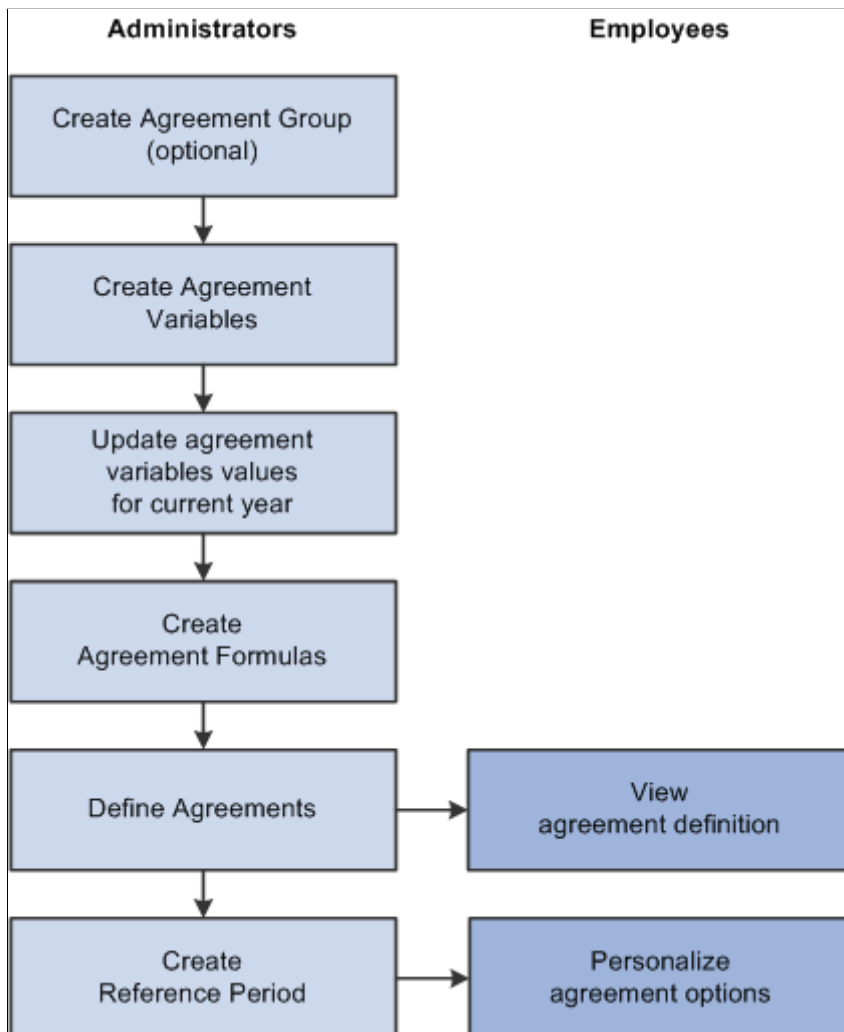 Administrators
Employees
Create Agreement Group
(optional)
Create Agreement
Variables
Update agreement
variables values
for current year
Create
Agreement Formulas
Define Agreements
View
agreement definition
Create
Reference Period
Personalize
agreement options